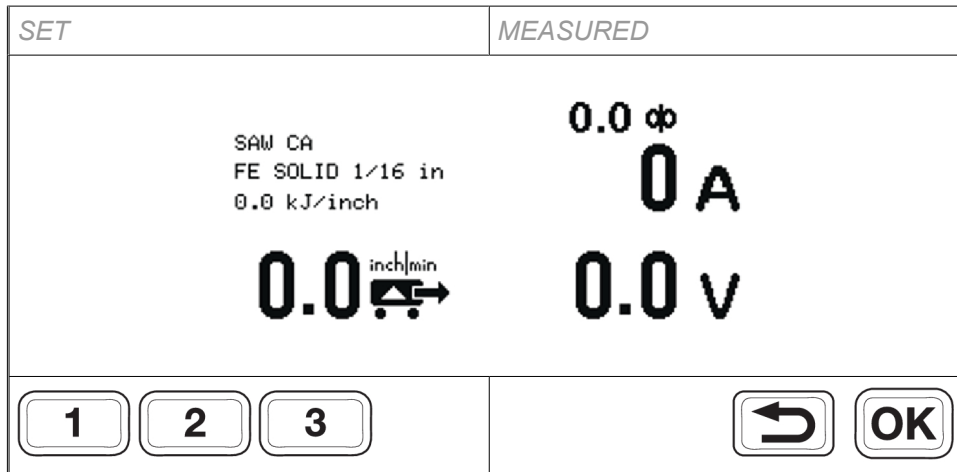 SET
MEASURED
SAW CA
FE SOLID 1/16 in
0.0 kJ/inch
0.0 inch|min
0.0
0 A
0.0 V
1 2 3
OK